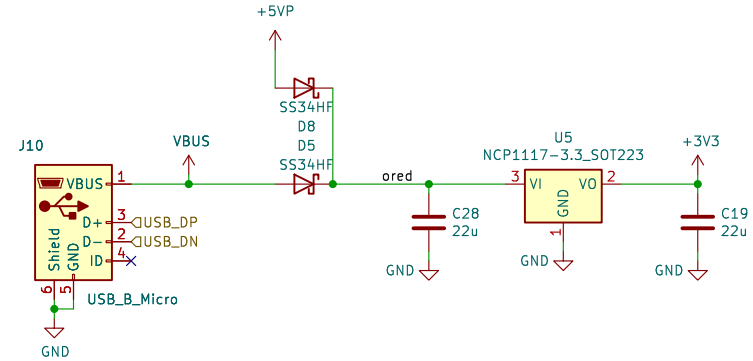 +5VP
SS34HF
D8
D5
SS34HF
J10
VBUS
ored
U5
NCP1117-3.3_SOT223
+3V3
1
VBUS
3
VI
VO
2
GND
1
C28
22u
C19
22u
D+
3
USB_DP
D-
2
USB_DN
ID
4
Shield
GND
6
5
USB_B_Micro
GND
GND
GND
GND